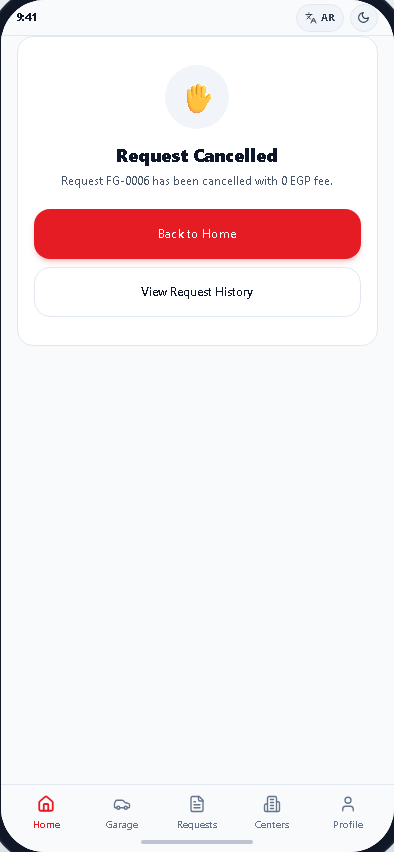 9:41
AR
Request Cancelled
Request FG-0006 has been cancelled with 0 EGP fee.
Back to Home
View Request History
Home
Garage
Requests
Centers
Profile